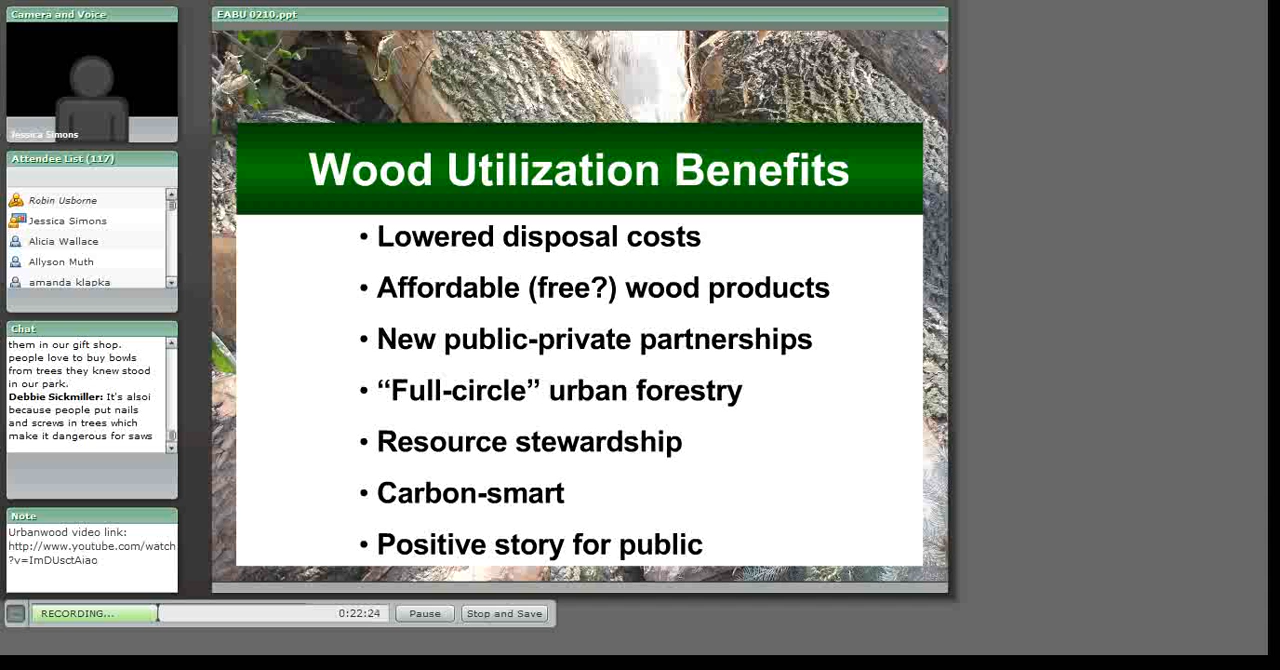 Camera and Voice
Jessica Simons
Attendee List (117)
Robin Usborne
Jessica Simons
Alicia Wallace
Allyson Muth
amanda klapka
Chat
them in our gift shop.
people love to buy bowls
from trees they knew stood
in our park.
Debbie Sickmiller: It's alsoi
because people put nails
and screws in trees which
make it dangerous for saws
Note
Urbanwood video link:
http://www.youtube.com/watch
?v=ImDUsctAiao
EABU 0210.ppt
Wood Utilization Benefits
• Lowered disposal costs
• Affordable (free?) wood products
• New public-private partnerships
• “Full-circle” urban forestry
• Resource stewardship
• Carbon-smart
• Positive story for public
RECORDING...
0:22:24
Pause
Stop and Save